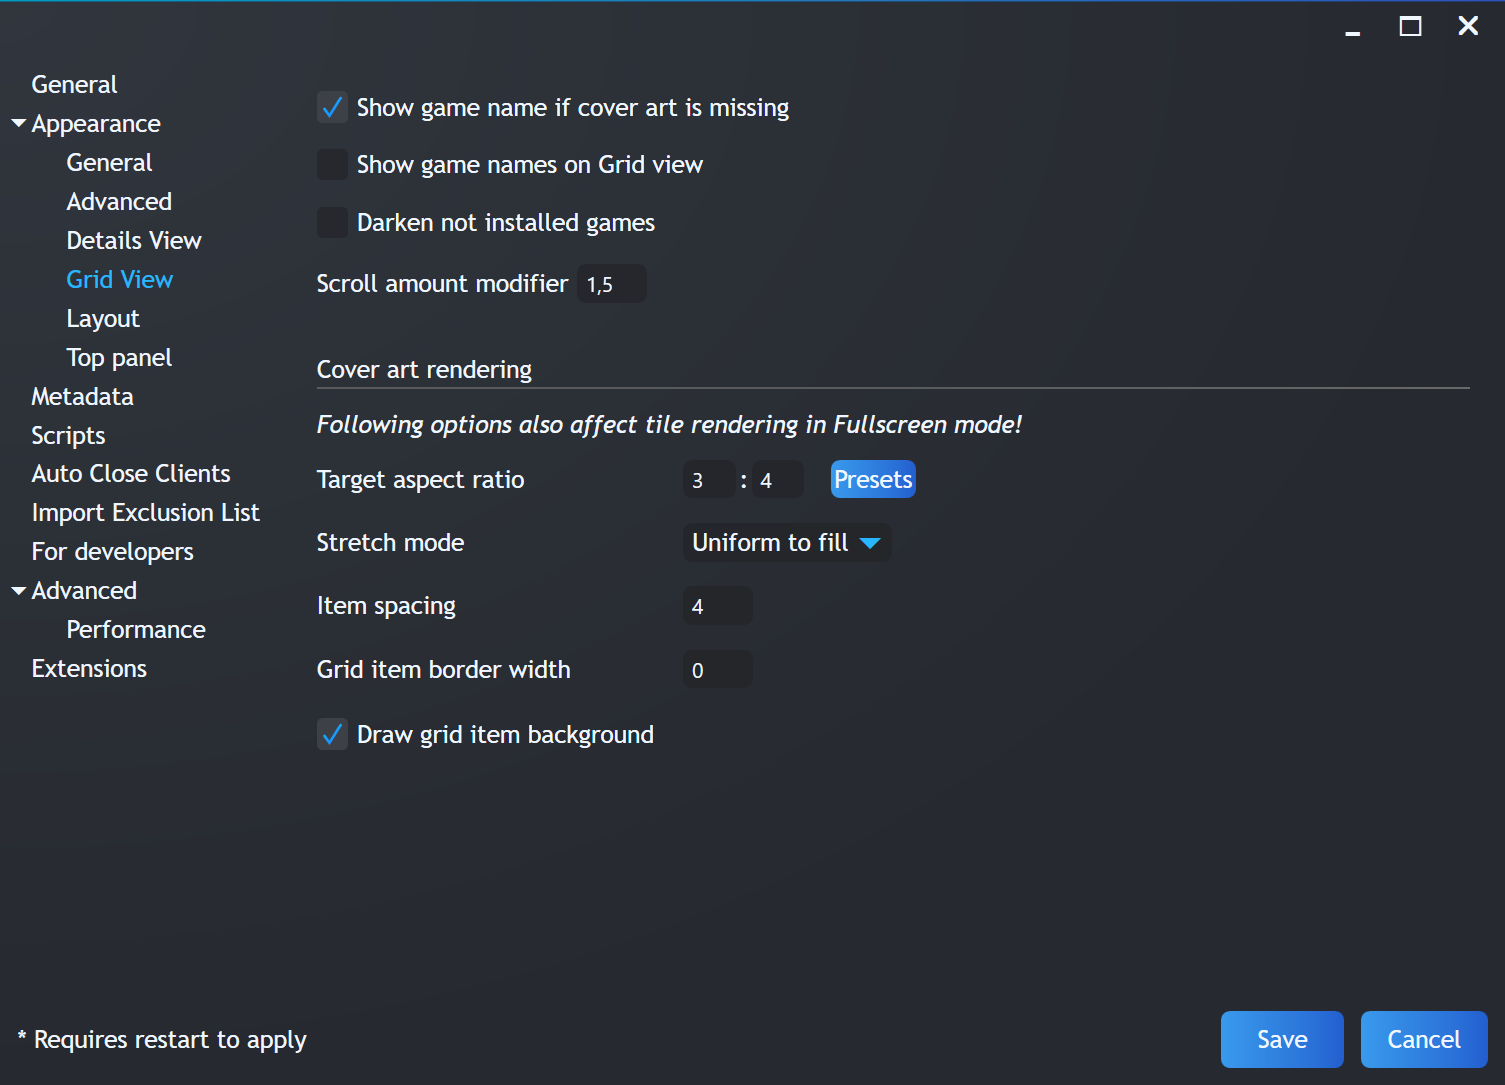 General
Appearance
General
Advanced
Details View
Grid View
Layout
Top panel
Metadata
Scripts
Auto Close Clients
Import Exclusion List
For developers
Advanced
Performance
Extensions
Show game name if cover art is missing
Show game names on Grid view
Darken not installed games
Scroll amount modifier 1,5
Cover art rendering
Following options also affect tile rendering in Fullscreen mode!
Target aspect ratio 3 : 4 Presets
Stretch mode Uniform to fill
Item spacing 4
Grid item border width 0
Draw grid item background
* Requires restart to apply
Save Cancel